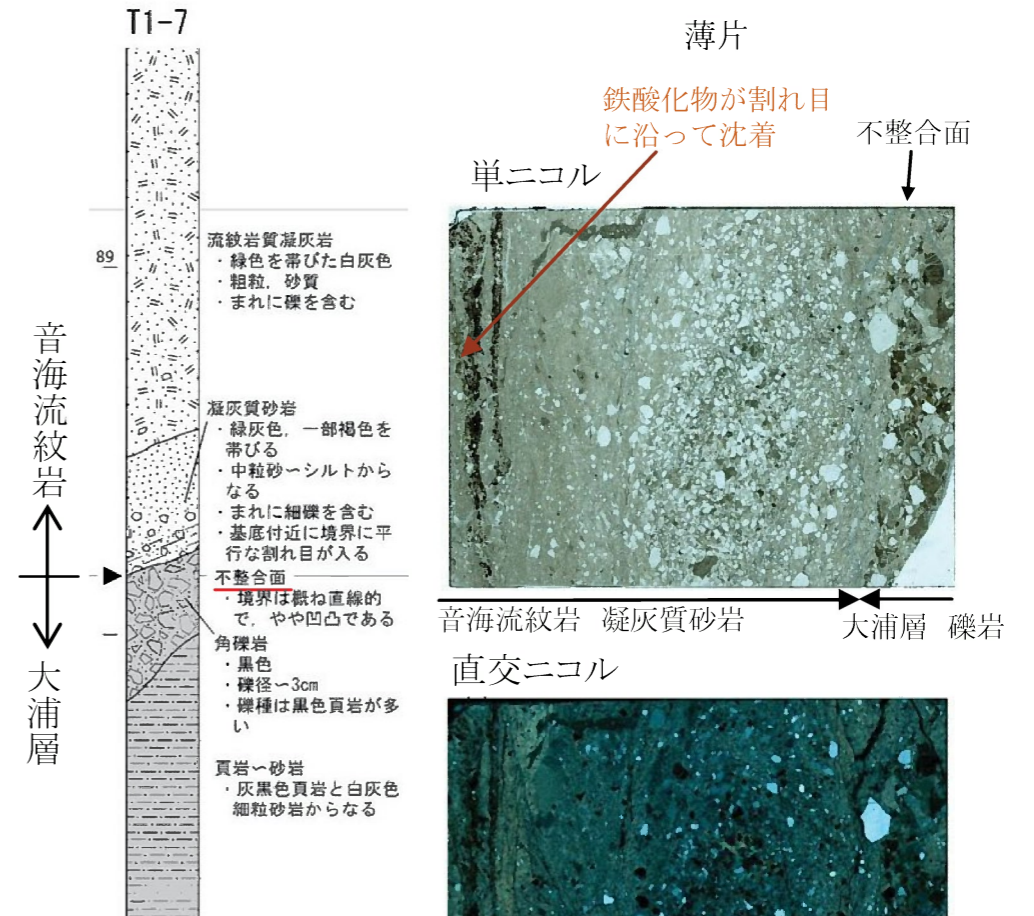 T1-7
薄片
鉄酸化物が割れ目
に沿って沈着
不整合面
単ニコル
89
流紋岩質凝灰岩
・緑色を帯びた白灰色
・粗粒，砂質
・まれに礫を含む
音海流紋岩
凝灰質砂岩
・緑灰色，一部褐色を
帯びる
・中粒砂～シルトから
なる
・まれに細礫を含む
・基底付近に境界に平
行な割れ目が入る
不整合面
・境界は概ね直線的
で，やや凹凸である
角礫岩
・黒色
・礫径～3cm
・礫種は黒色頁岩が多
い
大浦層
頁岩～砂岩
・灰黒色頁岩と白灰色
細粒砂岩からなる
音海流紋岩 凝灰質砂岩
大浦層 礫岩
直交ニコル